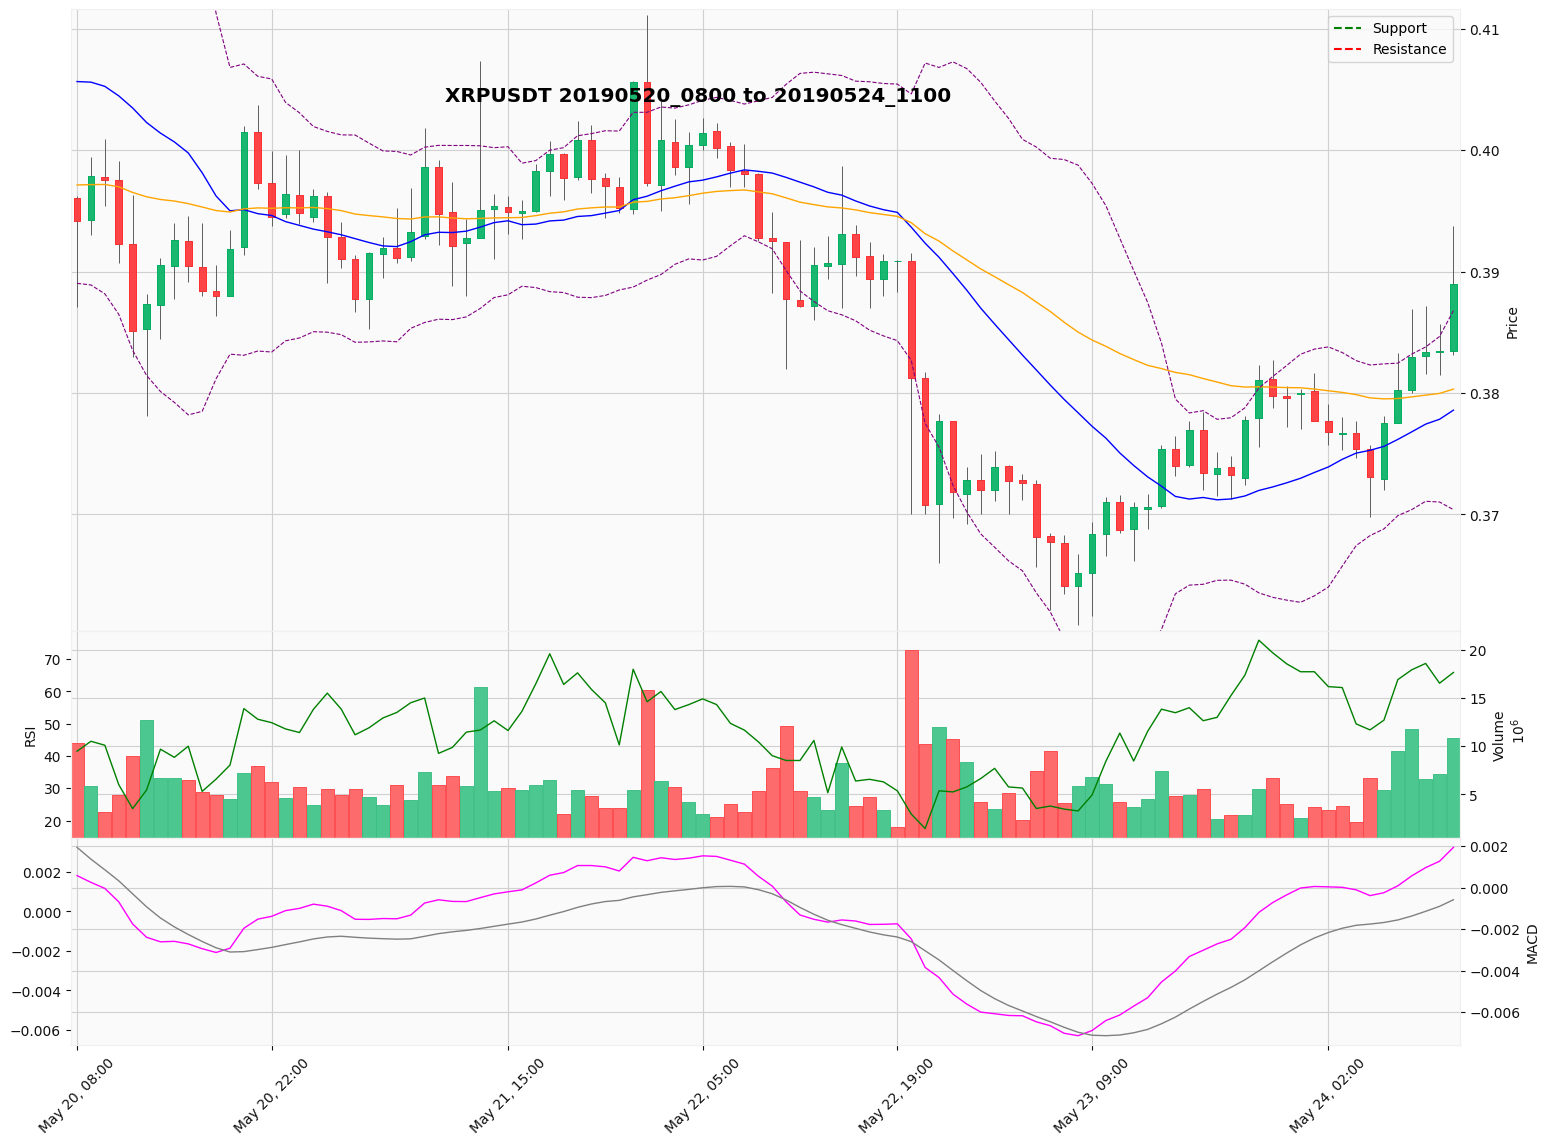 XRPUSDT 20190520_0800 to 20190524_1100
Support
Resistance
0.41
0.40
0.39
0.38
0.37
Price
70
60
50
40
30
20
RSI
20
15
10
5
Volume
10^6
0.002
0.000
−0.002
−0.004
−0.006
0.002
0.000
−0.002
−0.004
−0.006
MACD
May 20, 08:00
May 20, 22:00
May 21, 15:00
May 22, 05:00
May 22, 19:00
May 23, 09:00
May 24, 02:00